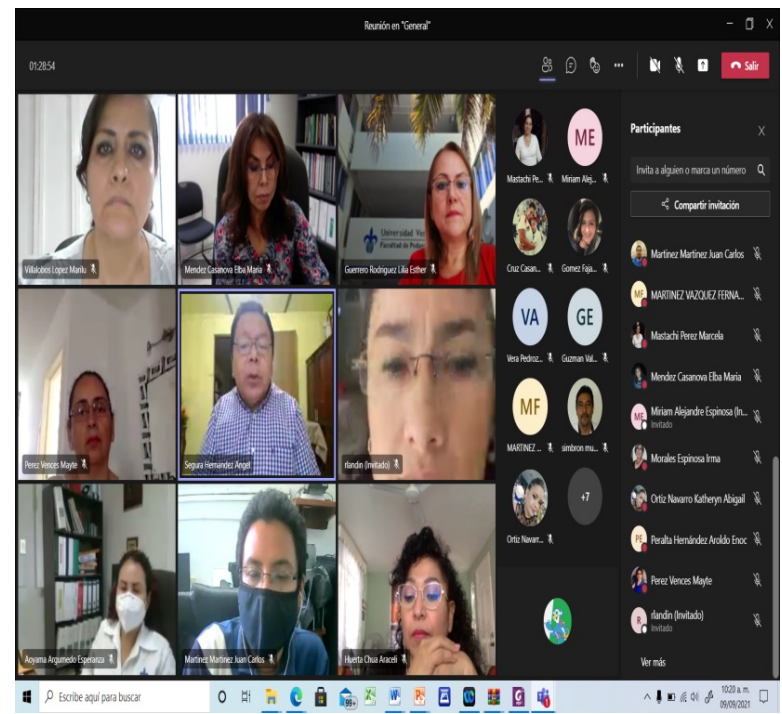 Reunión en "General"
01:28:54
Salir
Villalobos Lopez Marilu
Mendez Casanova Elba Maria
Universidad
Facultad de
Guerrero Rodriguez Lilia Esther
Perez Vences Mayte
Segura Hernandez Angel
rlandin (Invitado)
Aoyama Argumedo Esperanza
Martinez Martinez Juan Carlos
Huerta Chua Araceli
ME
Mastachi Pe...
Miriam Alej...
Cruz Casan...
Gomez Faja...
VA
GE
Vera Pedroz...
Guzman Val...
MF
MARTINEZ ...
simbron mu...
+7
Ortiz Navarr...
Participantes
Invita a alguien o marca un número
Compartir invitación
Martinez Martinez Juan Carlos
MF
MARTINEZ VAZQUEZ FERNA...
Mastachi Perez Marcela
Mendez Casanova Elba Maria
ME
Miriam Alejandre Espinosa (In...
Invitado
Morales Espinosa Irma
Ortiz Navarro Katheryn Abigail
PE
Peralta Hernández Aroldo Enoc
Perez Vences Mayte
R
rlandin (Invitado)
Invitado
Ver más
Escribe aquí para buscar
99+
10:20 a. m.
09/09/2021